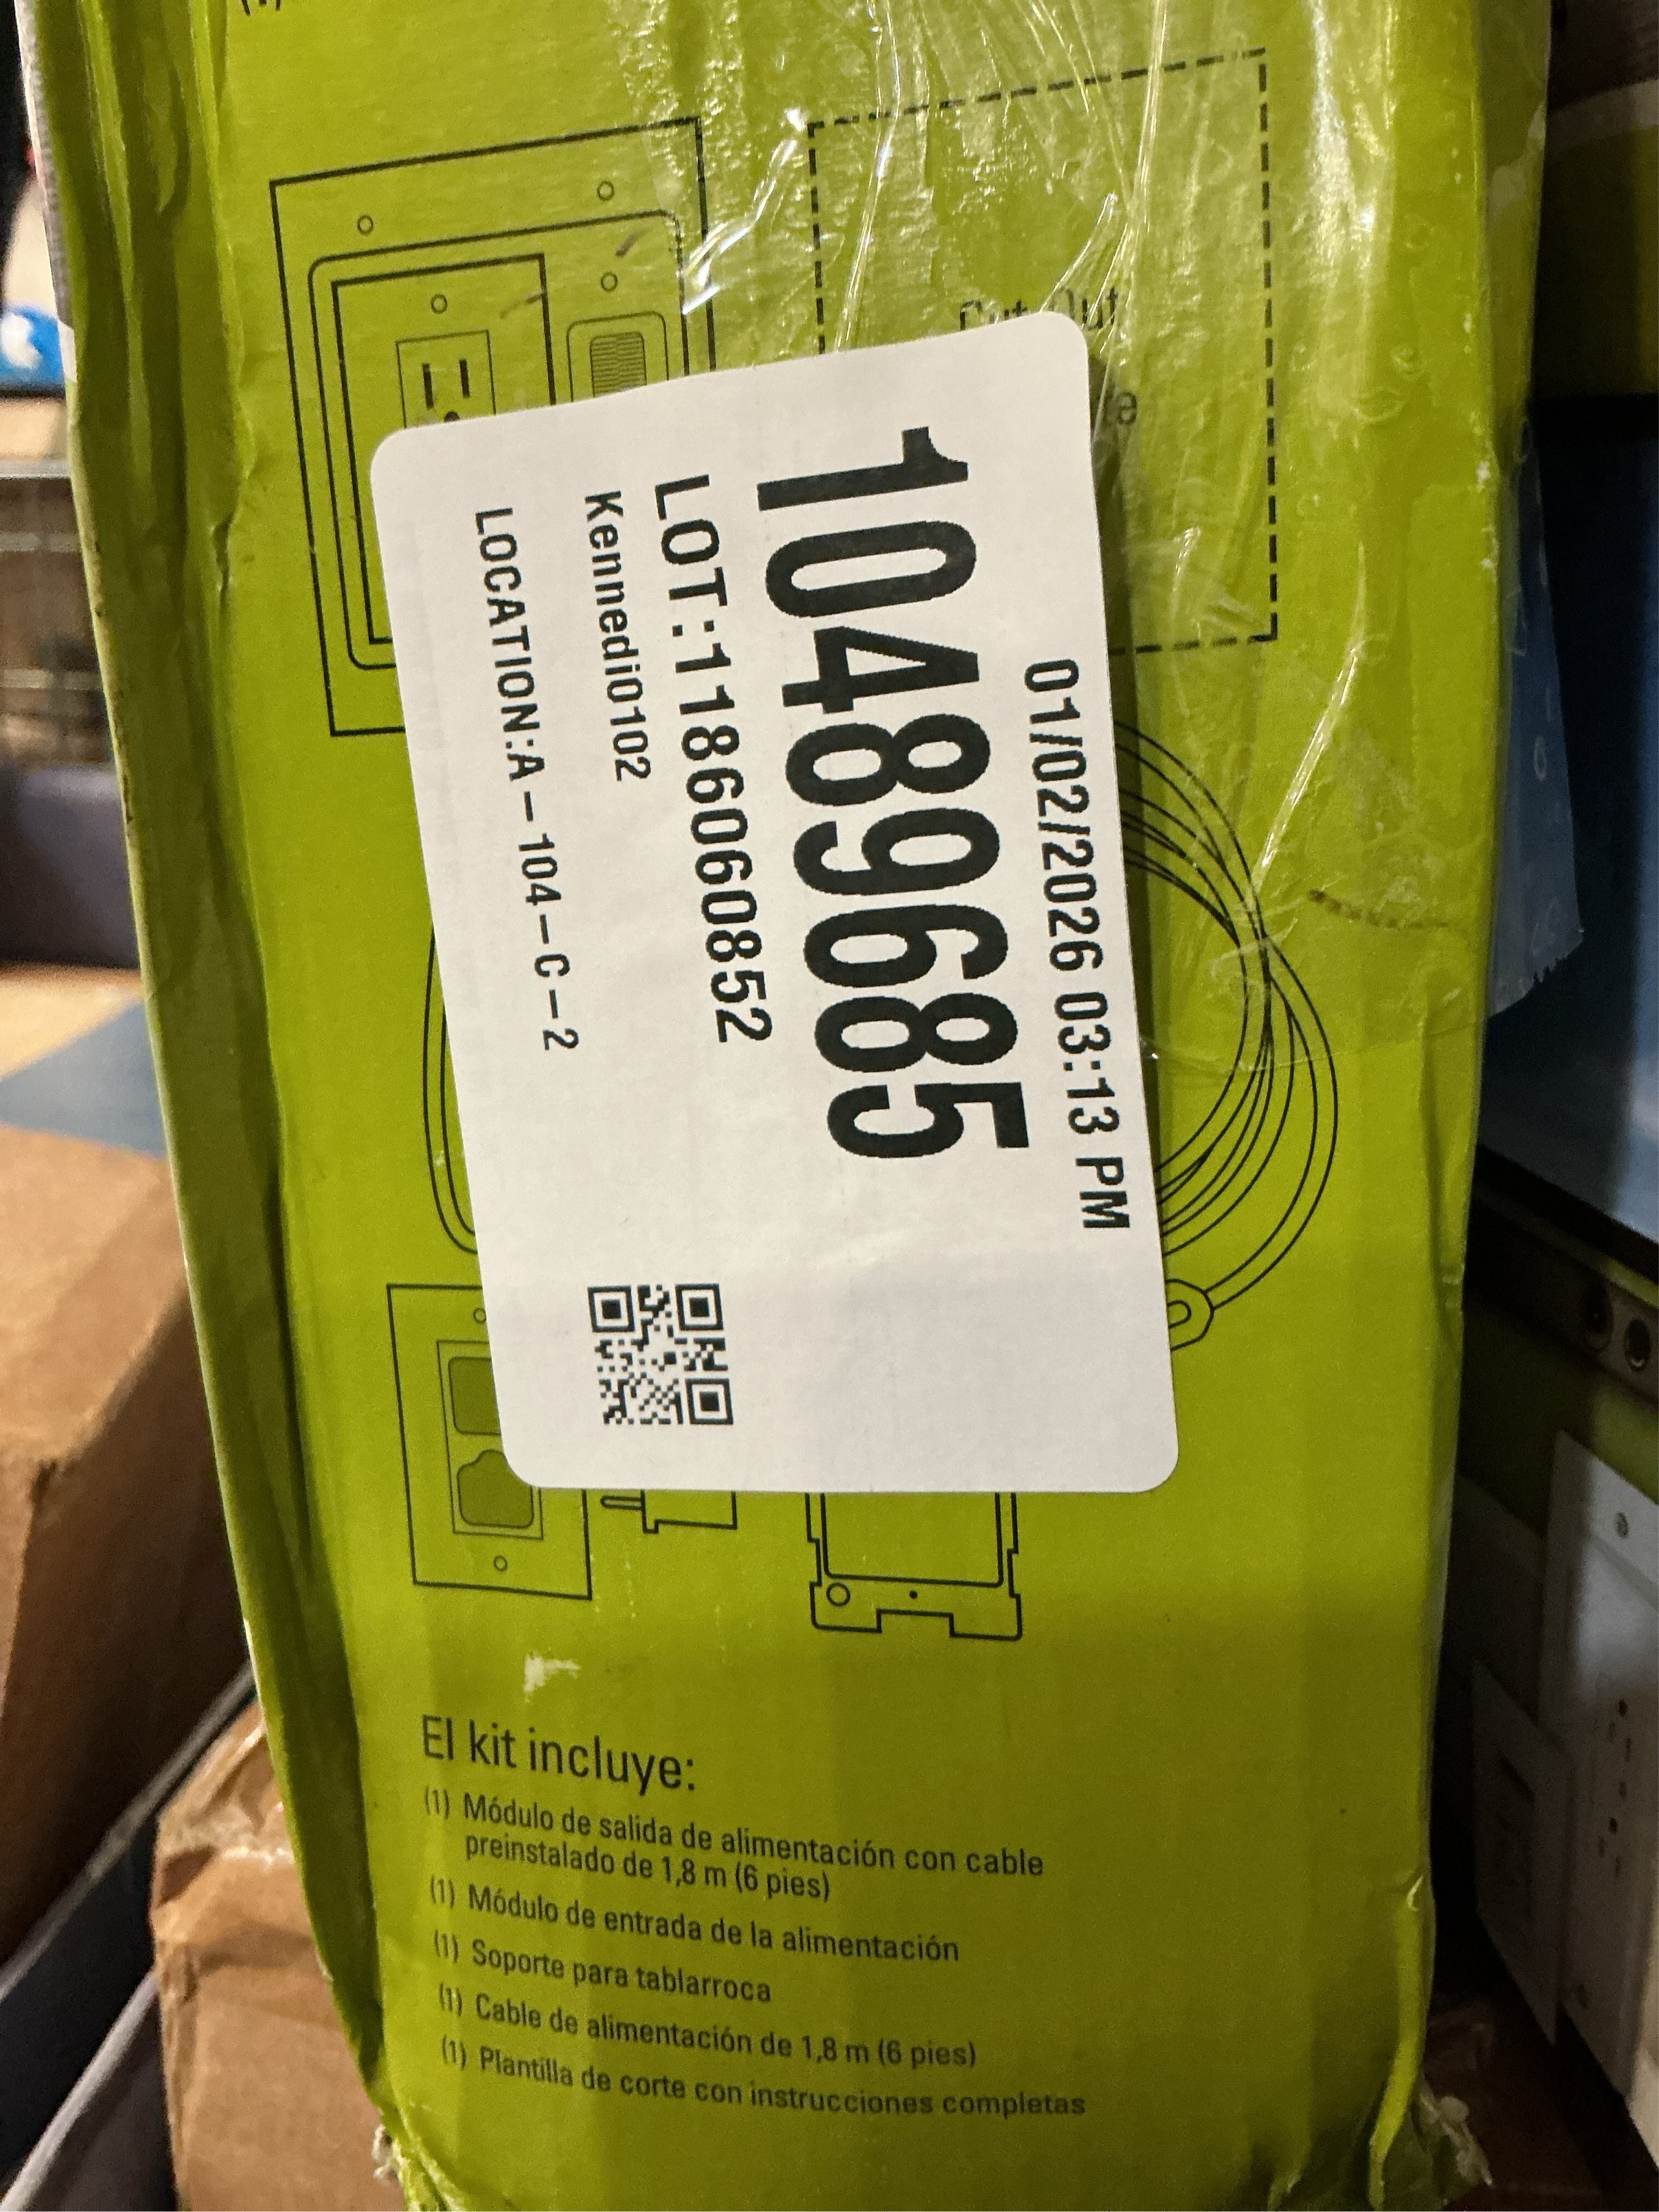 01/02/2026 03:13 PM
10489685
LOT:1186060852
Kennedi0102
LOCATION:A-104-C-2
El kit incluye:
(1) Módulo de salida de alimentación con cable
preinstalado de 1,8 m (6 pies)
(1) Módulo de entrada de la alimentación
(1) Soporte para tablarroca
(1) Cable de alimentación de 1,8 m (6 pies)
(1) Plantilla de corte con instrucciones completas